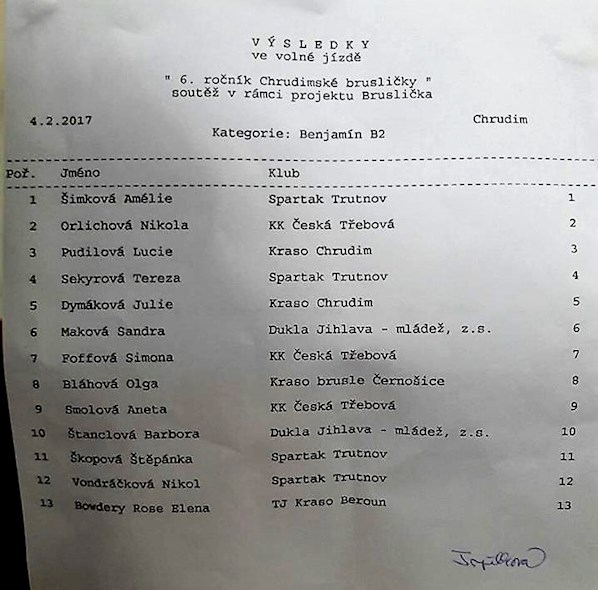 V Ý S L E D K Y
ve volné jízdě
" 6. ročník Chrudimské brusličky "
soutěž v rámci projektu Bruslička
4.2.2017 Chrudim
Kategorie: Benjamín B2
Poř. Jméno Klub
1 Šimková Amélie Spartak Trutnov 1
2 Orlichová Nikola KK Česká Třebová 2
3 Pudilová Lucie Kraso Chrudim 3
4 Sekyrová Tereza Spartak Trutnov 4
5 Dymáková Julie Kraso Chrudim 5
6 Maková Sandra Dukla Jihlava - mládež, z.s. 6
7 Foffová Simona KK Česká Třebová 7
8 Bláhová Olga Kraso brusle Černošice 8
9 Smolová Aneta KK Česká Třebová 9
10 Štanclová Barbora Dukla Jihlava - mládež, z.s. 10
11 Škopová Štěpánka Spartak Trutnov 11
12 Vondráčková Nikol Spartak Trutnov 12
13 Bowdery Rose Elena TJ Kraso Beroun 13